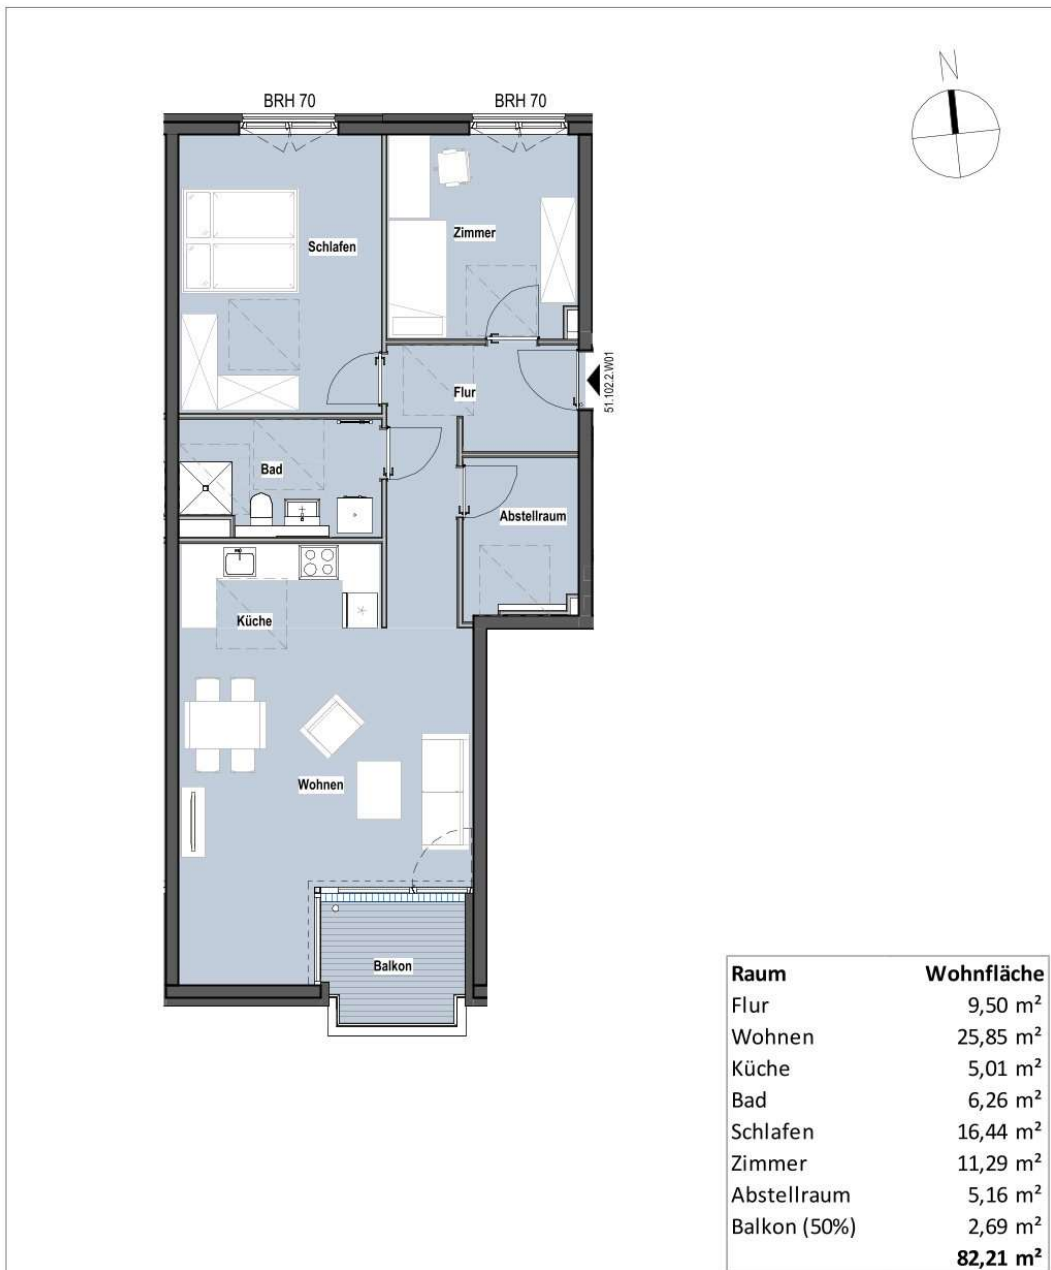 N
BRH 70 BRH 70
Zimmer
Schlafen
Flur
51.102.2.W01
Bad
Abstellraum
Küche
Wohnen
Balkon
Raum Wohnfläche
Flur 9,50 m²
Wohnen 25,85 m²
Küche 5,01 m²
Bad 6,26 m²
Schlafen 16,44 m²
Zimmer 11,29 m²
Abstellraum 5,16 m²
Balkon (50%) 2,69 m²
82,21 m²